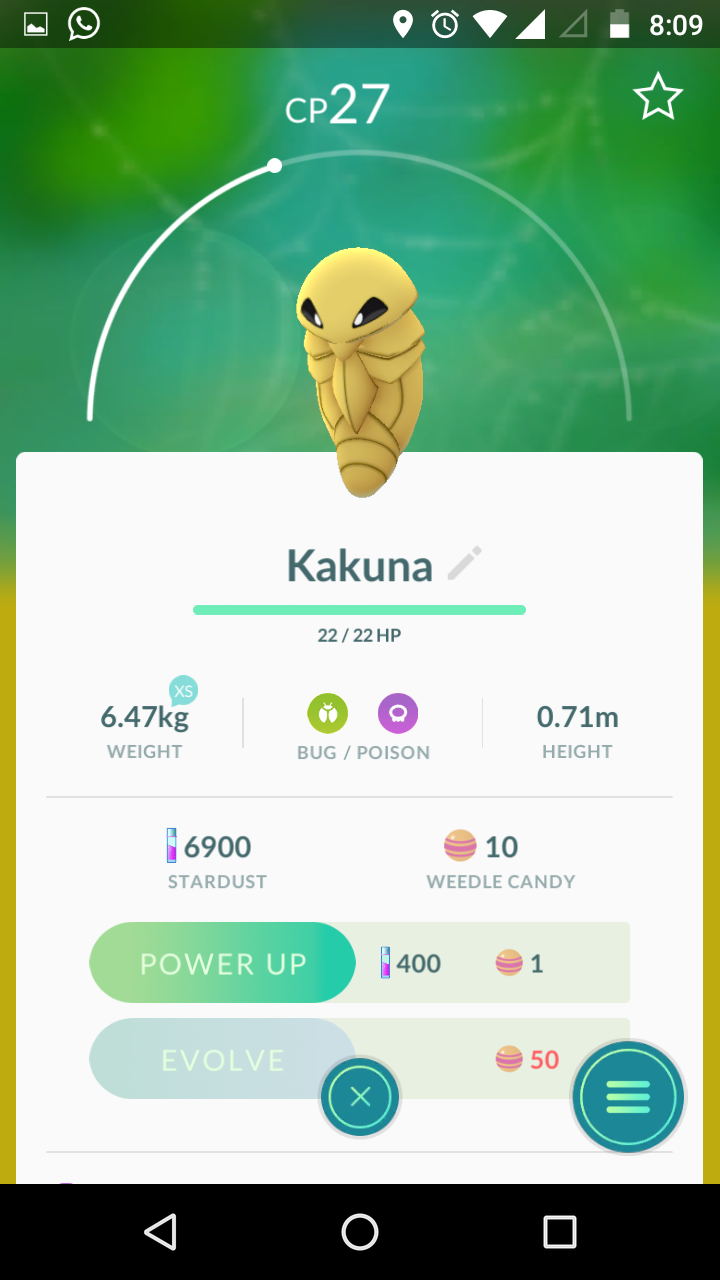 8:09
CP27
Kakuna
22 / 22 HP
XS
6.47kg
WEIGHT
BUG / POISON
0.71m
HEIGHT
6900
STARDUST
10
WEEDLE CANDY
POWER UP 400 1
EVOLVE 50